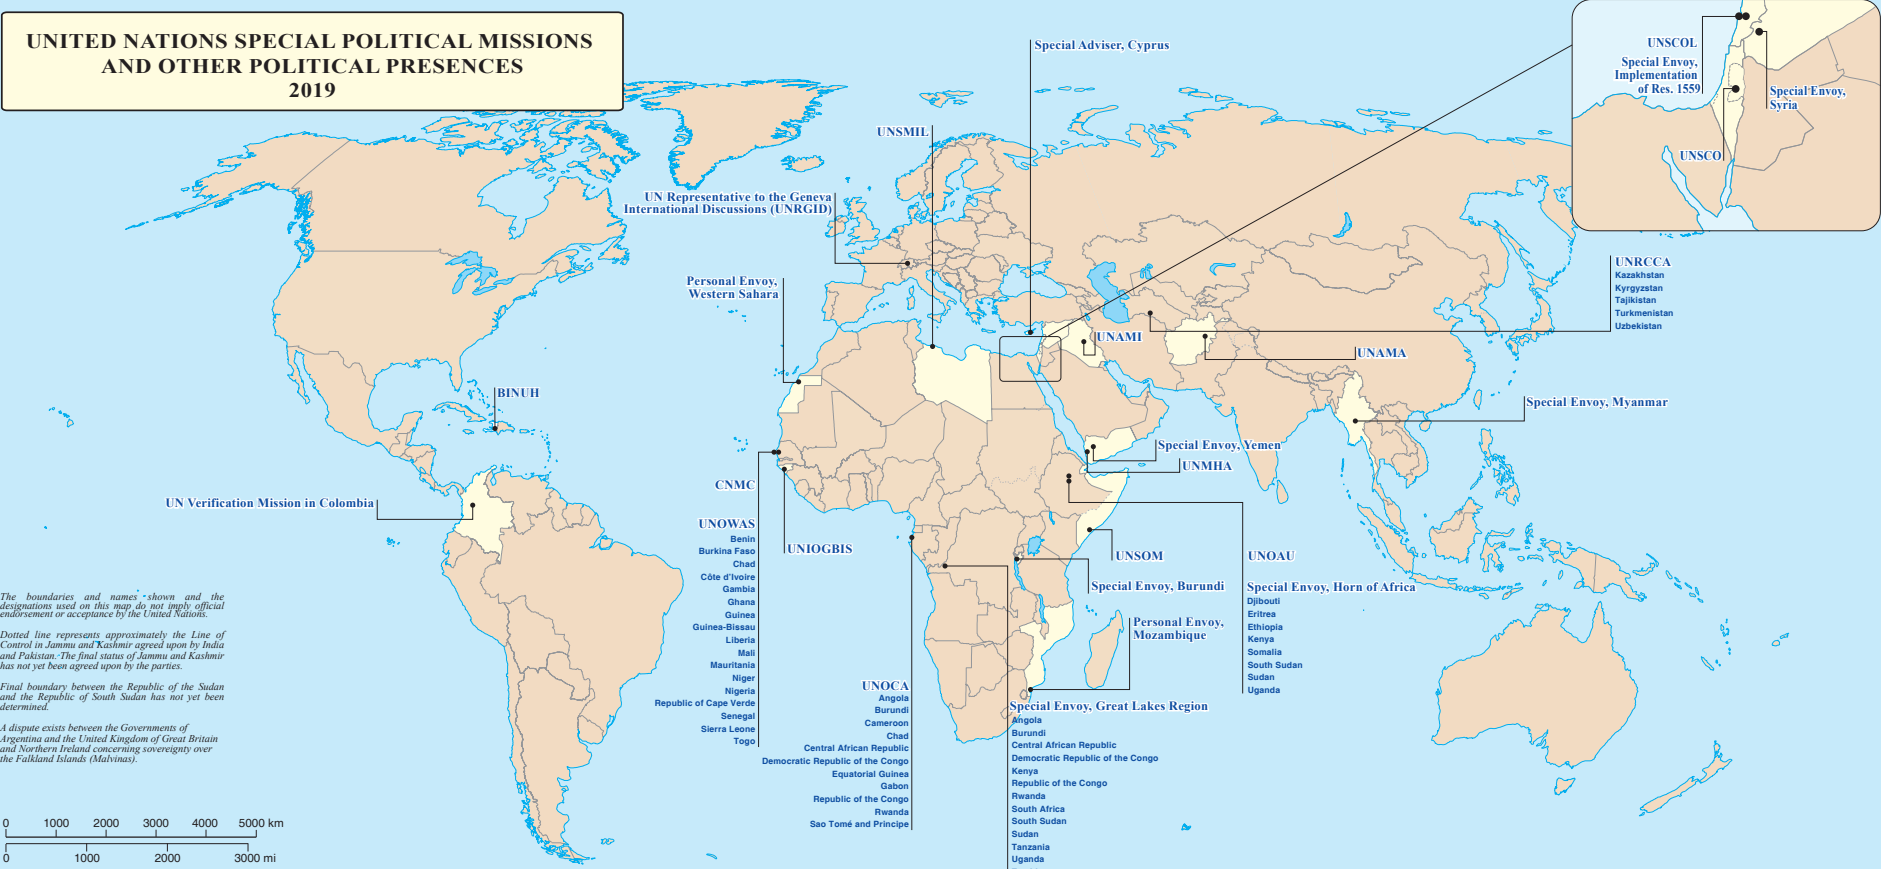 UNITED NATIONS SPECIAL POLITICAL MISSIONS
AND OTHER POLITICAL PRESENCES
2019
Special Adviser, Cyprus
UNSCOL
Special Envoy,
Implementation
of Res. 1559
Special Envoy,
Syria
UNSCO
UNSMIL
UN Representative to the Geneva
International Discussions (UNRGID)
Personal Envoy,
Western Sahara
UNRCCA
Kazakhstan
Kyrgyzstan
Tajikistan
Turkmenistan
Uzbekistan
UNAMI
UNAMA
BINUH
Special Envoy, Myanmar
Special Envoy, Yemen
UNMHA
UN Verification Mission in Colombia
CNMC
UNOWAS
Benin
Burkina Faso
Chad
Côte d'Ivoire
Gambia
Ghana
Guinea
Guinea-Bissau
Liberia
Mali
Mauritania
Niger
Nigeria
Republic of Cape Verde
Senegal
Sierra Leone
Togo
UNIOGBIS
UNSOM
Special Envoy, Burundi
Personal Envoy,
Mozambique
UNOAU
Special Envoy, Horn of Africa
Djibouti
Eritrea
Ethiopia
Kenya
Somalia
South Sudan
Sudan
Uganda
UNOCA
Angola
Burundi
Cameroon
Chad
Central African Republic
Democratic Republic of the Congo
Equatorial Guinea
Gabon
Republic of the Congo
Rwanda
Sao Tomé and Principe
Special Envoy, Great Lakes Region
Angola
Burundi
Central African Republic
Democratic Republic of the Congo
Kenya
Republic of the Congo
Rwanda
South Africa
South Sudan
Sudan
Tanzania
Uganda
The boundaries and names shown and the
designations used on this map do not imply official
endorsement or acceptance by the United Nations.
Dotted line represents approximately the Line of
Control in Jammu and Kashmir agreed upon by India
and Pakistan. The final status of Jammu and Kashmir
has not yet been agreed upon by the parties.
Final boundary between the Republic of the Sudan
and the Republic of South Sudan has not yet been
determined.
A dispute exists between the Governments of
Argentina and the United Kingdom of Great Britain
and Northern Ireland concerning sovereignty over
the Falkland Islands (Malvinas).
0 1000 2000 3000 4000 5000 km
0 1000 2000 3000 mi